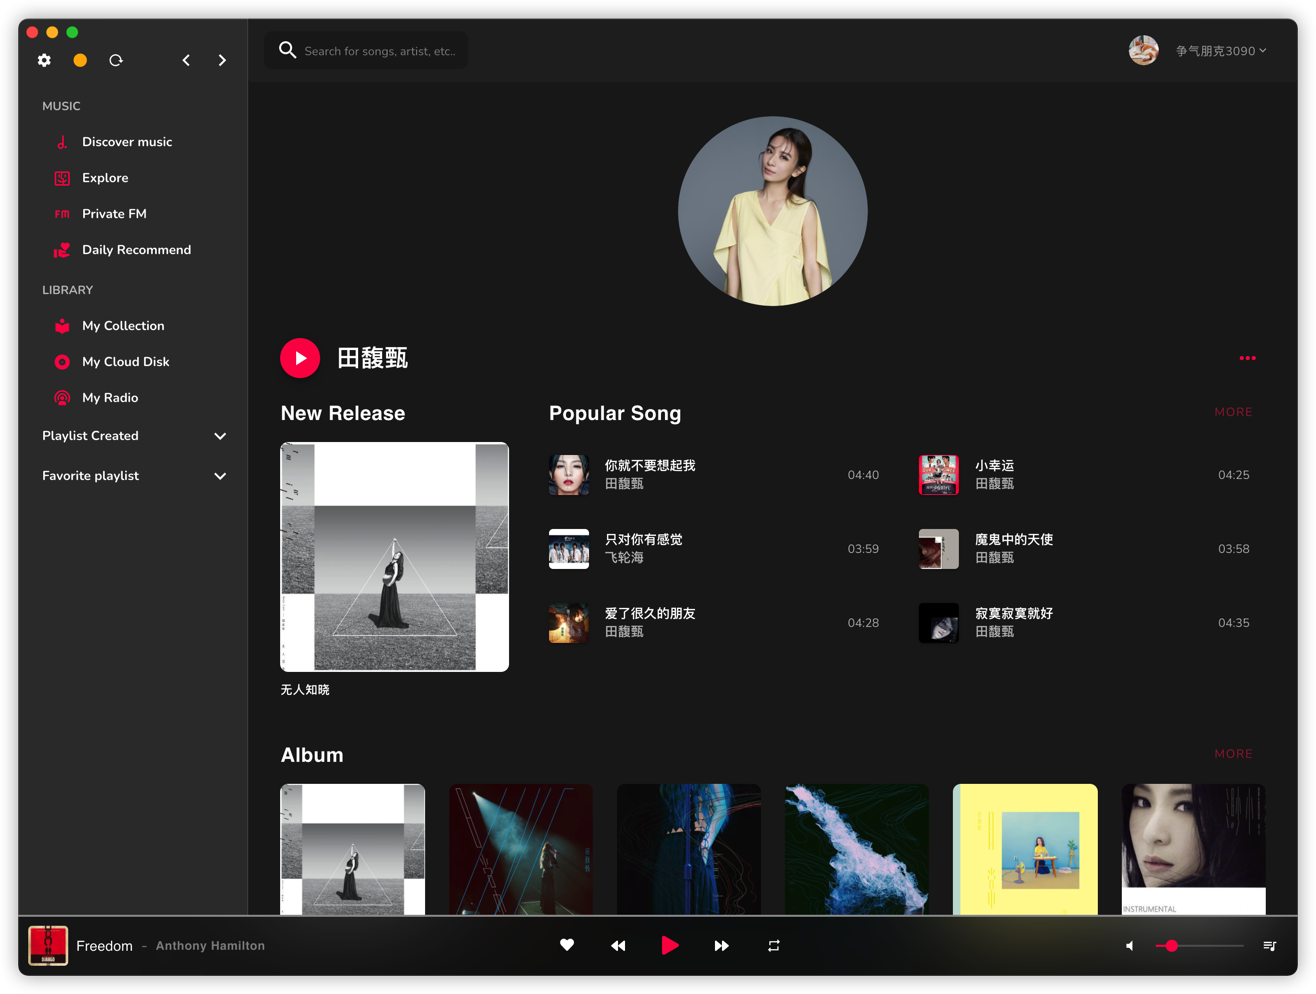 Search for songs, artist, etc..
争气朋克3090
MUSIC
Discover music
Explore
FM Private FM
Daily Recommend
LIBRARY
My Collection
My Cloud Disk
My Radio
Playlist Created
Favorite playlist
田馥甄
New Release
无人知晓
Popular Song
MORE
你就不要想起我
田馥甄
04:40
小幸运
田馥甄
04:25
只对你有感觉
飞轮海
03:59
魔鬼中的天使
田馥甄
03:58
爱了很久的朋友
田馥甄
04:28
寂寞寂寞就好
田馥甄
04:35
Album
MORE
INSTRUMENTAL
Freedom - Anthony Hamilton